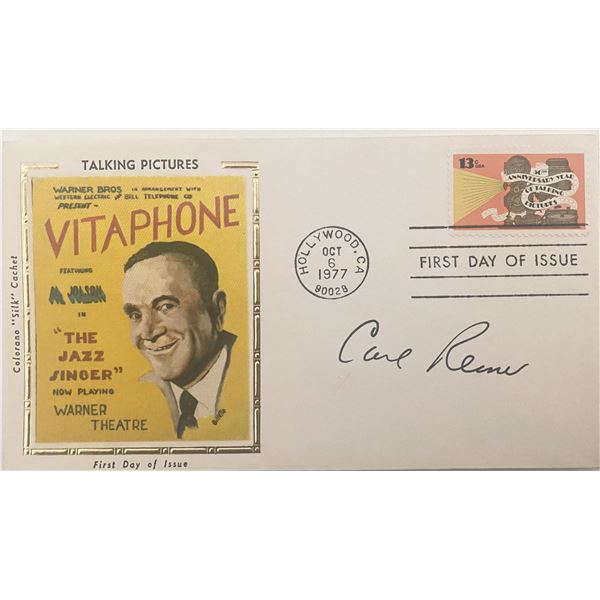 TALKING PICTURES
WARNER BROS IN ARRANGEMENT WITH
WESTERN ELECTRIC AND BELL TELEPHONE CO
PRESENT -
VITAPHONE
FEATURING
AL JOLSON
IN
"THE
JAZZ
SINGER"
NOW PLAYING
WARNER
THEATRE
Colorano "Silk" Cachet
First Day of Issue
13c USA
50TH
ANNIVERSARY YEAR
OF TALKING
PICTURES
HOLLYWOOD, CA
OCT
6
1977
90028
FIRST DAY OF ISSUE
Carl Reiner